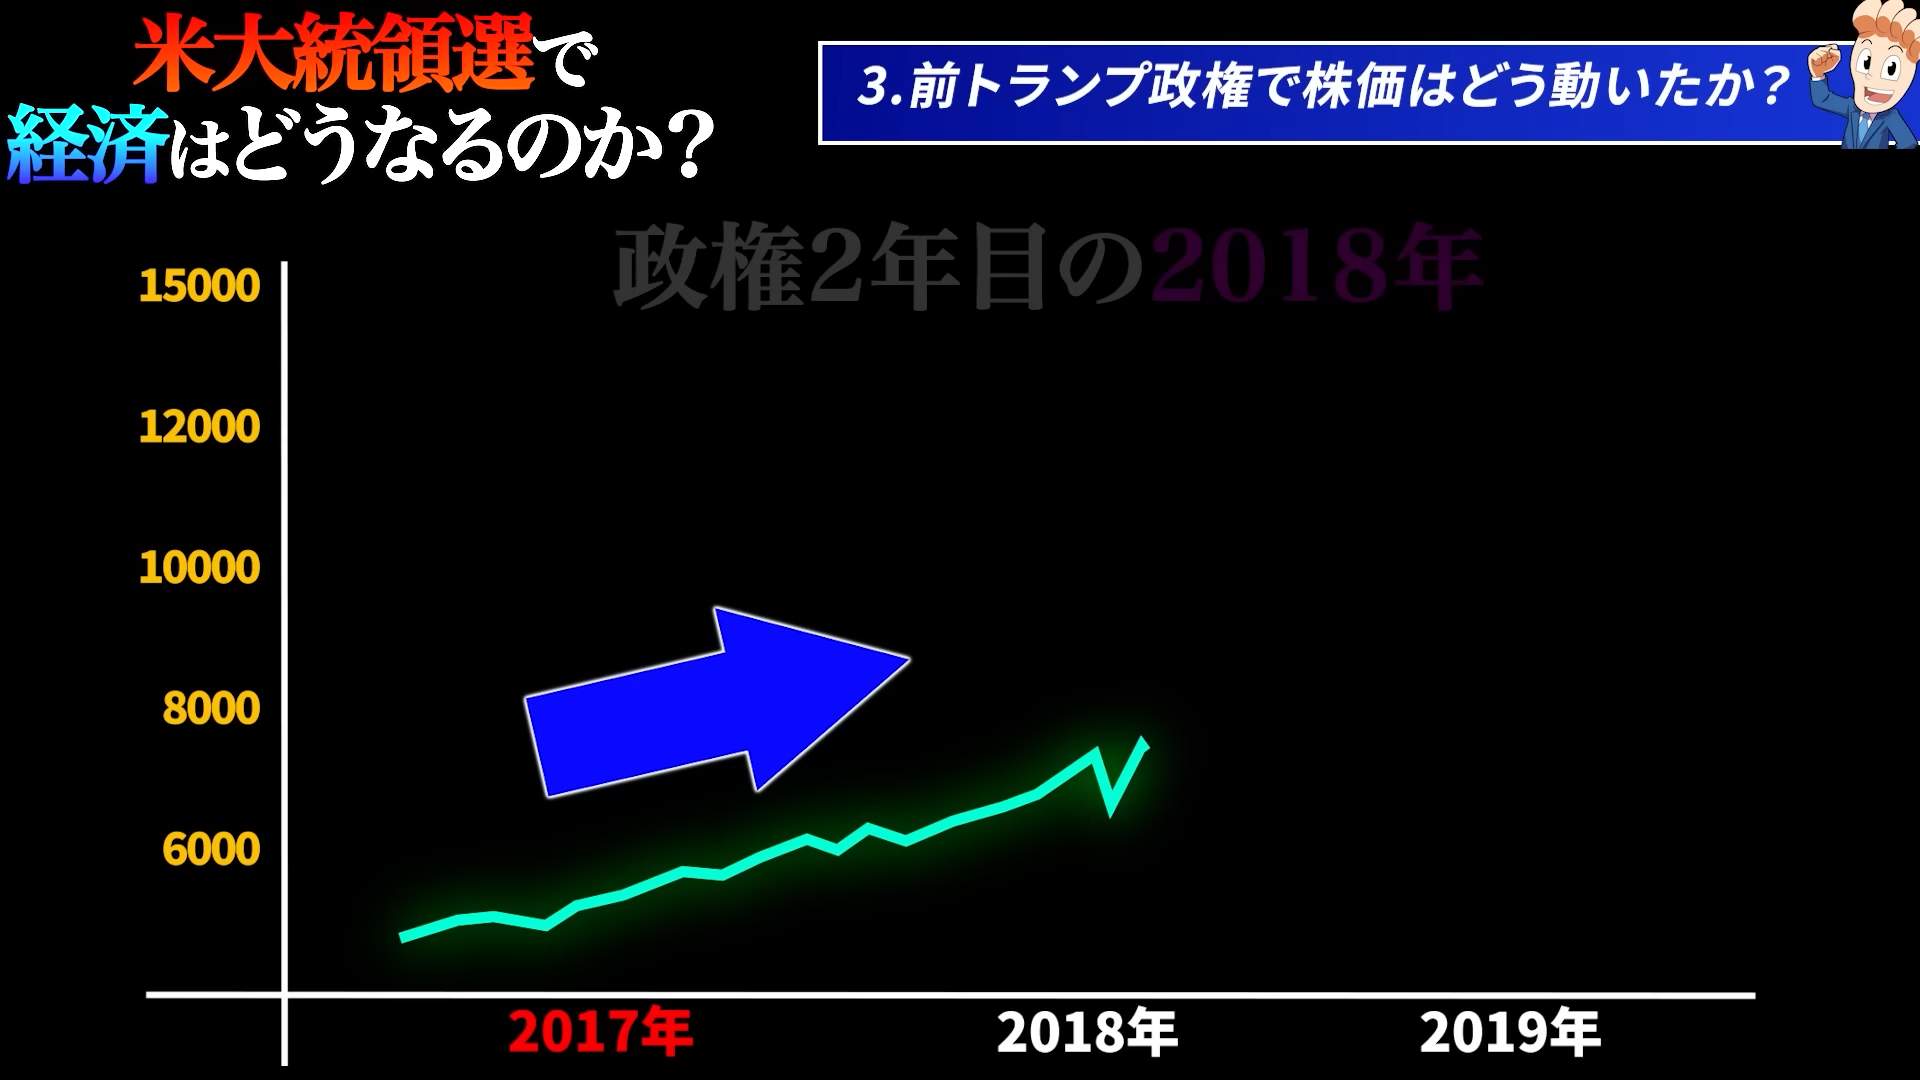 米大統領選で
経済はどうなるのか？
3.前トランプ政権で株価はどう動いたか？
政権2年目の2018年
15000
12000
10000
8000
6000
2017年
2018年
2019年